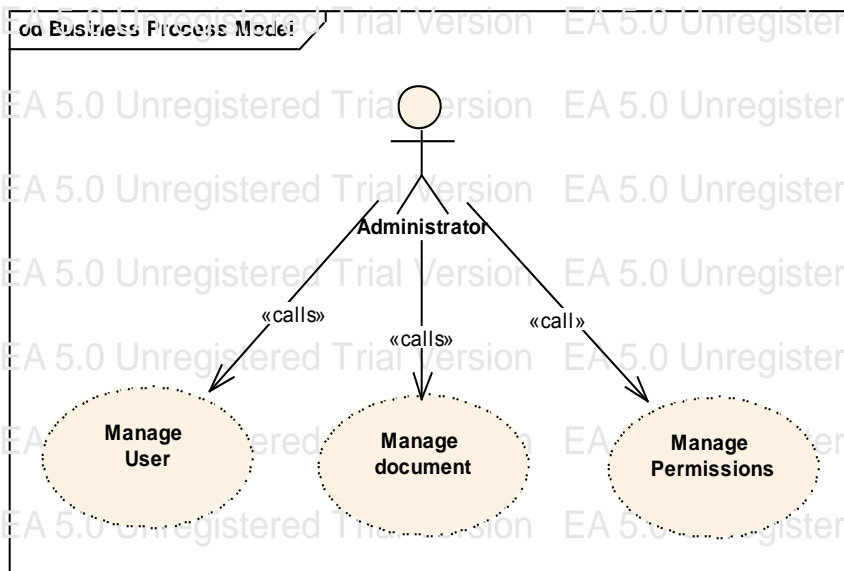 EA 5.0 Unregistered Trial Version EA 5.0 Unregister
od Business Process Model
EA 5.0 Unregistered Trial Version EA 5.0 Unregister
EA 5.0 Unregistered Trial Version EA 5.0 Unregister
Administrator
EA 5.0 Unregistered Trial Version EA 5.0 Unregister
«calls»
«calls»
«call»
EA 5.0 Unregistered Trial Version EA 5.0 Unregister
Manage
User
Manage
document
Manage
Permissions
EA 5.0 Unregistered Trial Version EA 5.0 Unregister